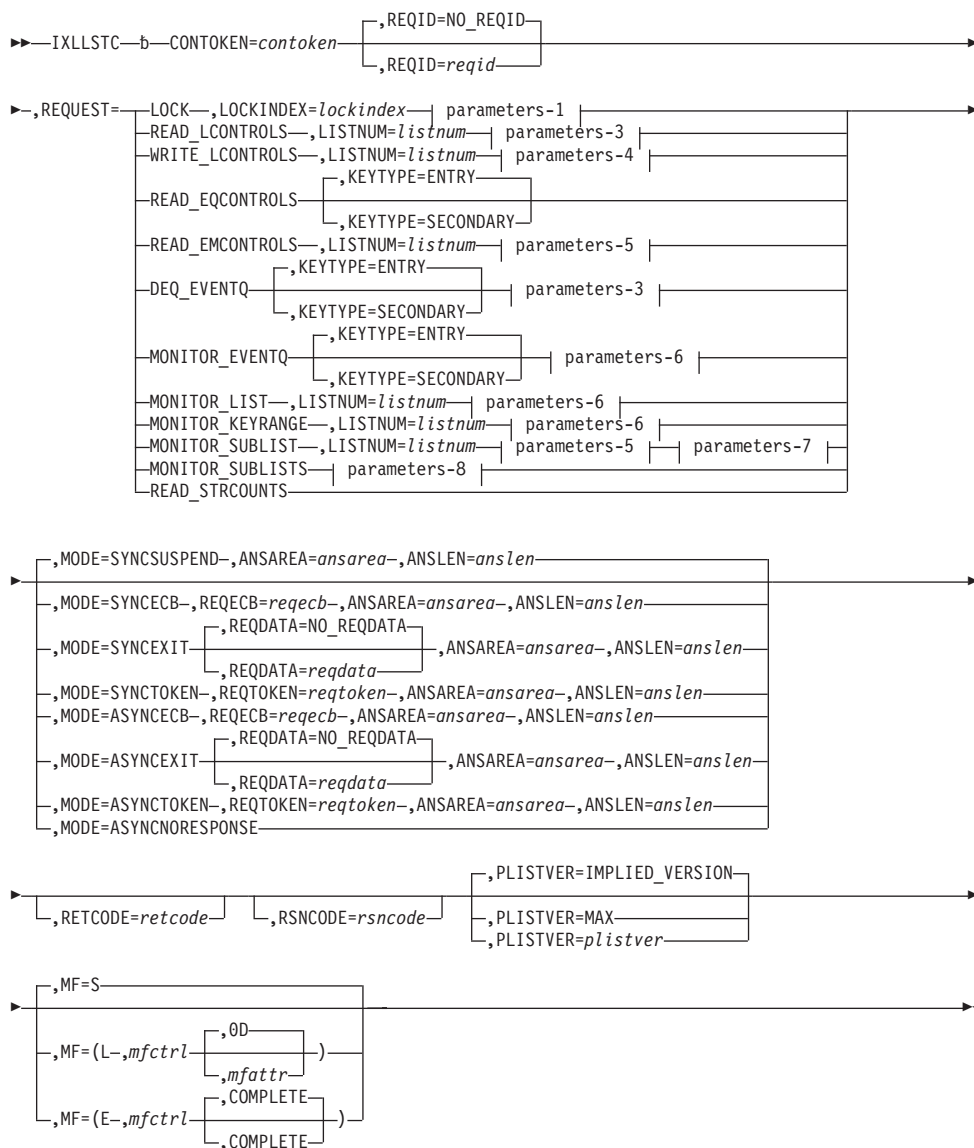 ,REQID=NO_REQID
IXLLSTC ƀ CONTOKEN=contoken
,REQID=reqid
,REQUEST= LOCK ,LOCKINDEX=lockindex parameters-1
READ_LCONTROLS ,LISTNUM=listnum parameters-3
WRITE_LCONTROLS ,LISTNUM=listnum parameters-4
,KEYTYPE=ENTRY
READ_EQCONTROLS
,KEYTYPE=SECONDARY
READ_EMCONTROLS ,LISTNUM=listnum parameters-5
,KEYTYPE=ENTRY
DEQ_EVENTQ parameters-3
,KEYTYPE=SECONDARY
,KEYTYPE=ENTRY
MONITOR_EVENTQ parameters-6
,KEYTYPE=SECONDARY
MONITOR_LIST ,LISTNUM=listnum parameters-6
MONITOR_KEYRANGE ,LISTNUM=listnum parameters-6
MONITOR_SUBLIST ,LISTNUM=listnum parameters-5 parameters-7
MONITOR_SUBLISTS parameters-8
READ_STRCOUNTS
,MODE=SYNCSUSPEND ,ANSAREA=ansarea ,ANSLEN=anslen
,MODE=SYNCECB ,REQECB=reqecb ,ANSAREA=ansarea ,ANSLEN=anslen
,REQDATA=NO_REQDATA
,MODE=SYNCEXIT ,ANSAREA=ansarea ,ANSLEN=anslen
,REQDATA=reqdata
,MODE=SYNCTOKEN ,REQTOKEN=reqtoken ,ANSAREA=ansarea ,ANSLEN=anslen
,MODE=ASYNCECB ,REQECB=reqecb ,ANSAREA=ansarea ,ANSLEN=anslen
,REQDATA=NO_REQDATA
,MODE=ASYNCEXIT ,ANSAREA=ansarea ,ANSLEN=anslen
,REQDATA=reqdata
,MODE=ASYNCTOKEN ,REQTOKEN=reqtoken ,ANSAREA=ansarea ,ANSLEN=anslen
,MODE=ASYNCNORESPONSE
,PLISTVER=IMPLIED_VERSION
,RETCODE=retcode ,RSNCODE=rsncode
,PLISTVER=MAX
,PLISTVER=plistver
,MF=S
,0D
,MF=(L ,mfctrl )
,mfattr
,COMPLETE
,MF=(E ,mfctrl )
,COMPLETE